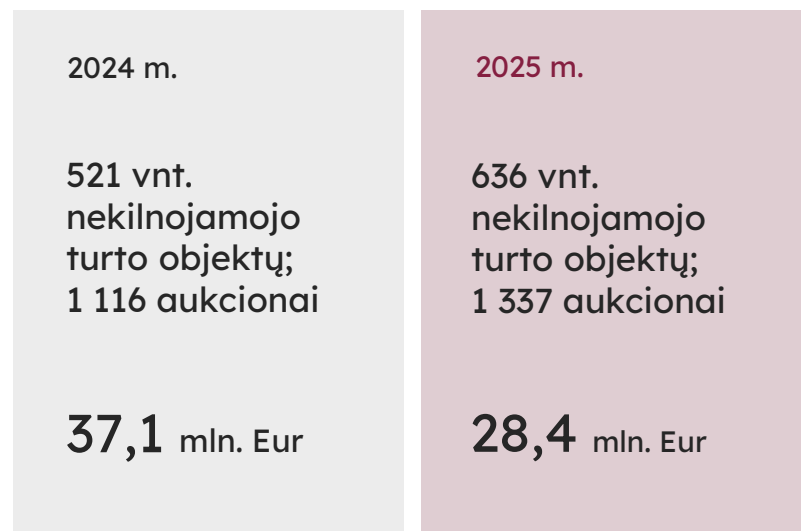 2024 m.
521 vnt.
nekilnojamojo
turto objektų;
1 116 aukcionai
37,1 mln. Eur
2025 m.
636 vnt.
nekilnojamojo
turto objektų;
1 337 aukcionai
28,4 mln. Eur